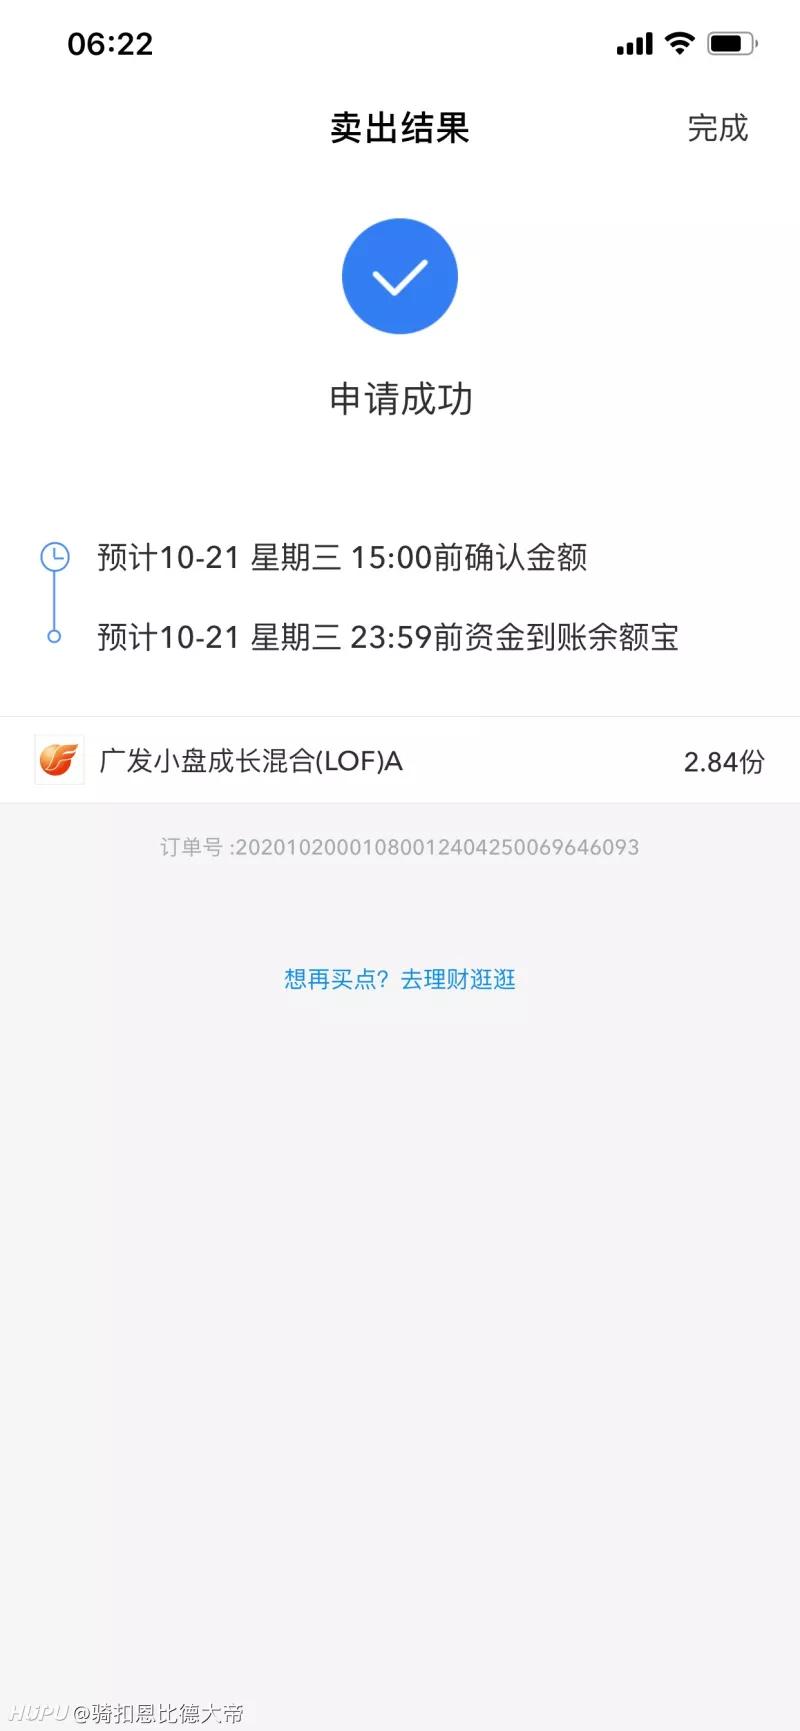 06:22
卖出结果
完成
申请成功
预计10-21 星期三 15:00前确认金额
预计10-21 星期三 23:59前资金到账余额宝
广发小盘成长混合(LOF)A
2.84份
订单号 :20201020001080012404250069646093
想再买点？去理财逛逛
HUPU @骑扣恩比德大帝